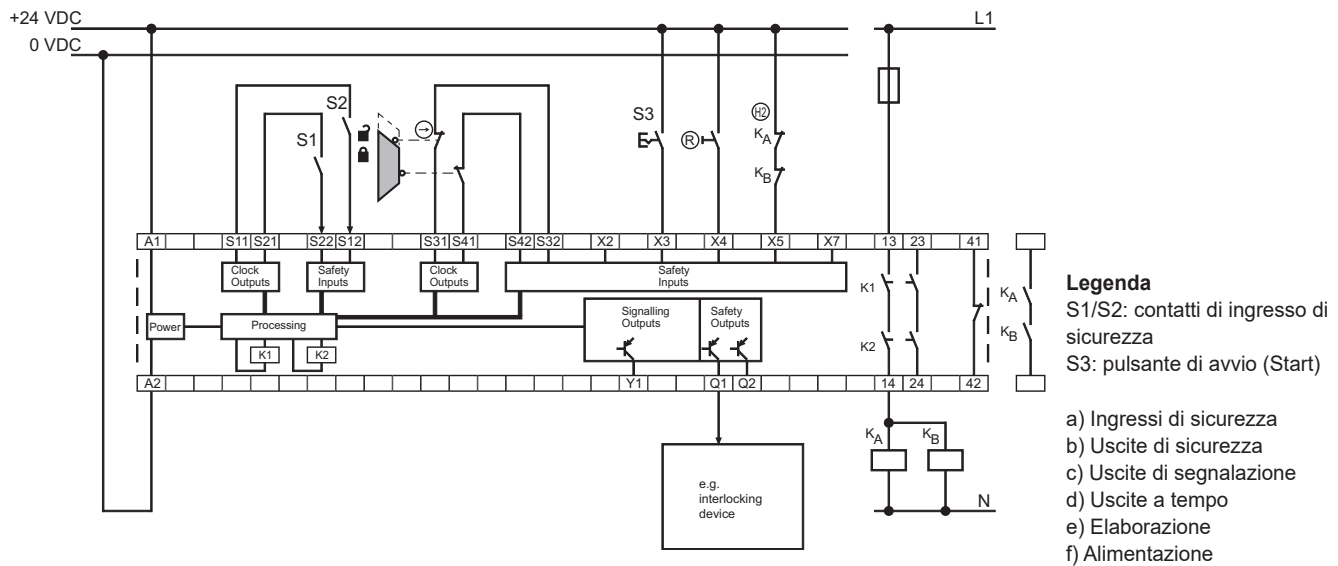 +24 VDC
L1
0 VDC
S2
S1
S3
R
H2
KA
KB
A1 S11 S21 S22 S12 S31 S41 S42 S32 X2 X3 X4 X5 X7 13 23 41
Clock
Outputs
Safety
Inputs
Clock
Outputs
Safety
Inputs
K1
K2
Signalling
Outputs
Safety
Outputs
Power
Processing
K1
K2
KA
KB
A2 Y1 Q1 Q2 14 24 42
KA
KB
N
e.g.
interlocking
device
Legenda
S1/S2: contatti di ingresso di
sicurezza
S3: pulsante di avvio (Start)
a) Ingressi di sicurezza
b) Uscite di sicurezza
c) Uscite di segnalazione
d) Uscite a tempo
e) Elaborazione
f) Alimentazione